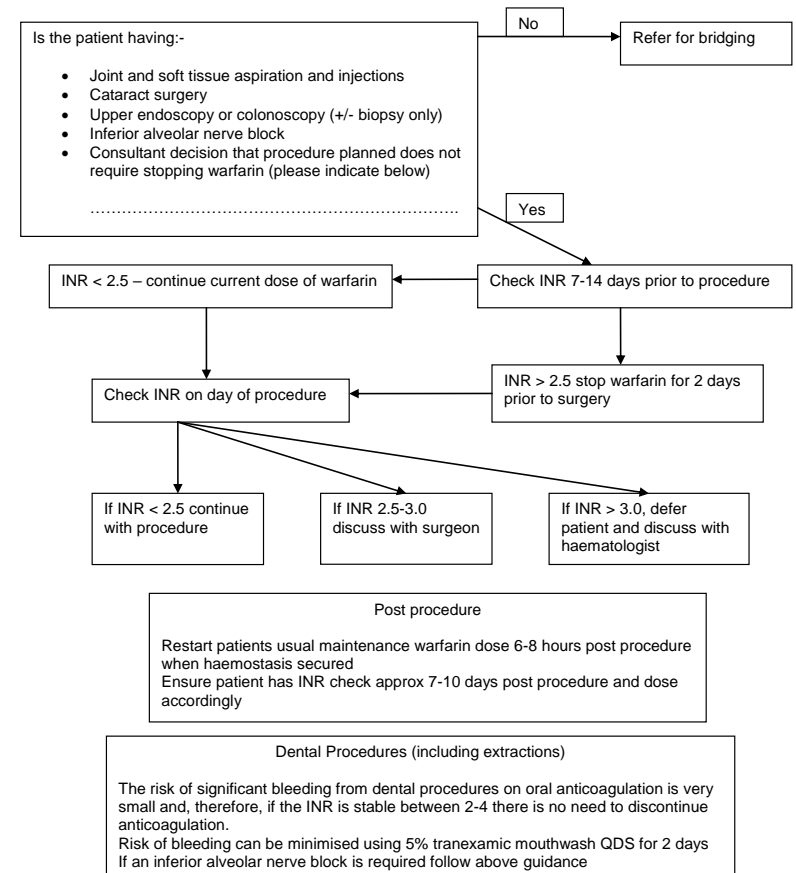 No
Is the patient having:-
Refer for bridging
• Joint and soft tissue aspiration and injections
• Cataract surgery
• Upper endoscopy or colonoscopy (+/- biopsy only)
• Inferior alveolar nerve block
• Consultant decision that procedure planned does not
require stopping warfarin (please indicate below)
……………………………………………………………
Yes
INR < 2.5 – continue current dose of warfarin
Check INR 7-14 days prior to procedure
Check INR on day of procedure
INR > 2.5 stop warfarin for 2 days
prior to surgery
If INR < 2.5 continue
with procedure
If INR 2.5-3.0
discuss with surgeon
If INR > 3.0, defer
patient and discuss with
haematologist
Post procedure
Restart patients usual maintenance warfarin dose 6-8 hours post procedure
when haemostasis secured
Ensure patient has INR check approx 7-10 days post procedure and dose
accordingly
Dental Procedures (including extractions)
The risk of significant bleeding from dental procedures on oral anticoagulation is very
small and, therefore, if the INR is stable between 2-4 there is no need to discontinue
anticoagulation.
Risk of bleeding can be minimised using 5% tranexamic mouthwash QDS for 2 days
If an inferior alveolar nerve block is required follow above guidance